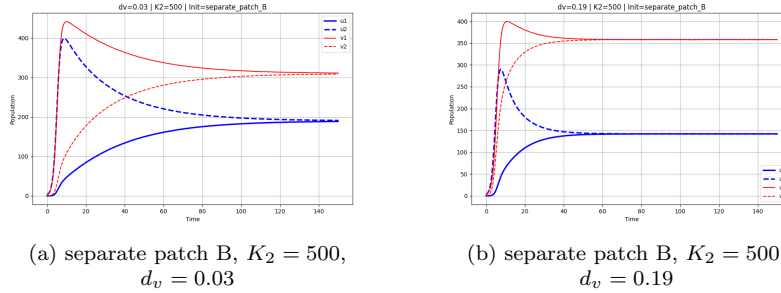 dv=0.03 | K2=500 | Init=separate_patch_B
400
300
200
100
0
Population
0 20 40 60 80 100 120 140
Time
u1
u2
v1
v2
(a) separate patch B, K₂ = 500,
d_v = 0.03
dv=0.19 | K2=500 | Init=separate_patch_B
400
350
300
250
200
150
100
50
0
Population
0 20 40 60 80 100 120 140
Time
(b) separate patch B, K₂ = 500
d_v = 0.19